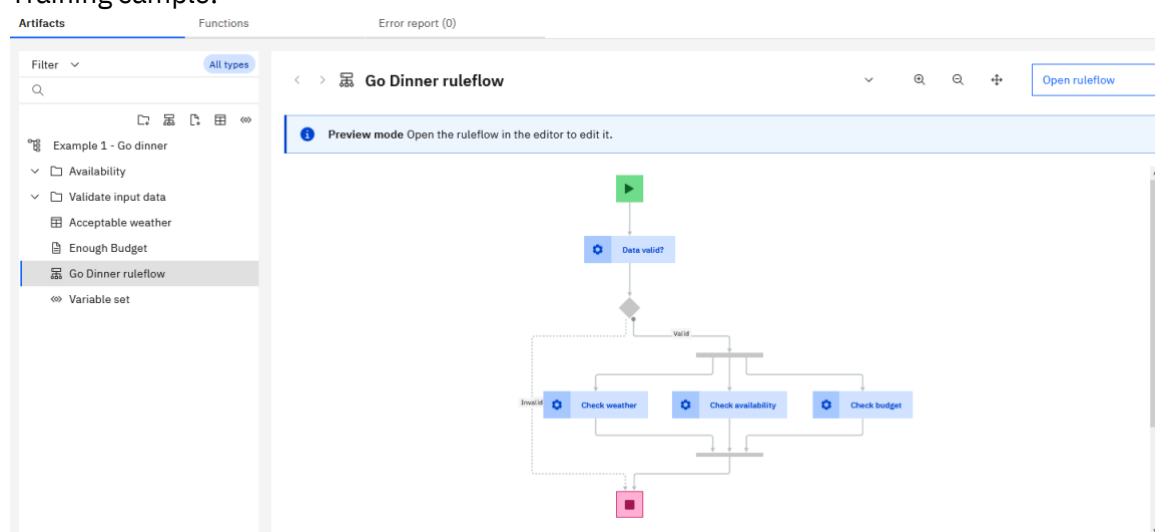 Training sample:
Artifacts
Functions
Error report (0)
Filter
All types
Go Dinner ruleflow
Open ruleflow
Preview mode Open the ruleflow in the editor to edit it.
Example 1 - Go dinner
Availability
Validate input data
Acceptable weather
Enough Budget
Go Dinner ruleflow
Variable set
Data valid?
Valid
Invalid
Check weather
Check availability
Check budget